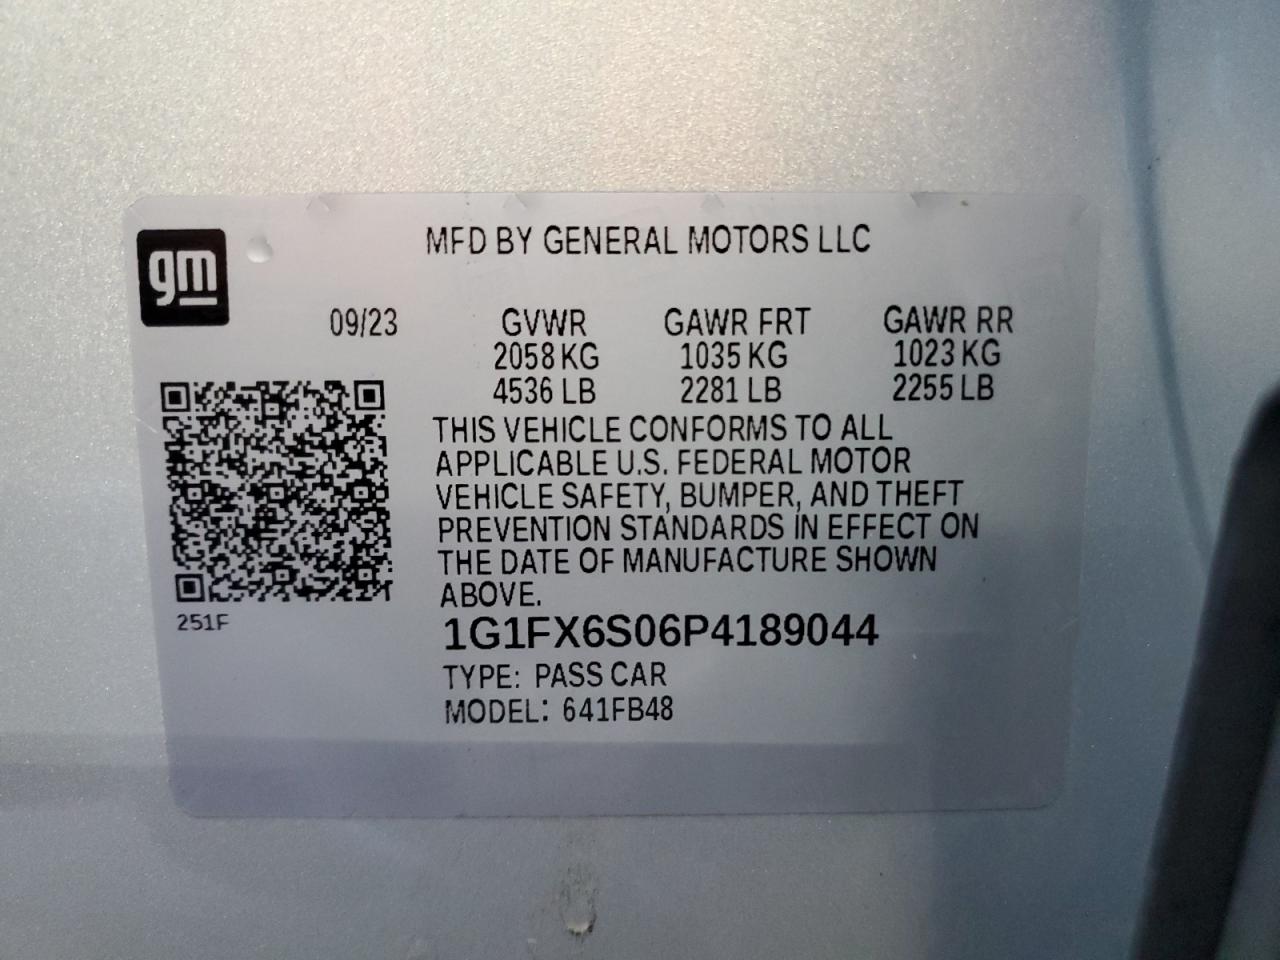 gm
MFD BY GENERAL MOTORS LLC
09/23 GVWR GAWR FRT GAWR RR
2058 KG 1035 KG 1023 KG
4536 LB 2281 LB 2255 LB
THIS VEHICLE CONFORMS TO ALL
APPLICABLE U.S. FEDERAL MOTOR
VEHICLE SAFETY, BUMPER, AND THEFT
PREVENTION STANDARDS IN EFFECT ON
THE DATE OF MANUFACTURE SHOWN
ABOVE.
251F
1G1FX6S06P4189044
TYPE: PASS CAR
MODEL: 641FB48